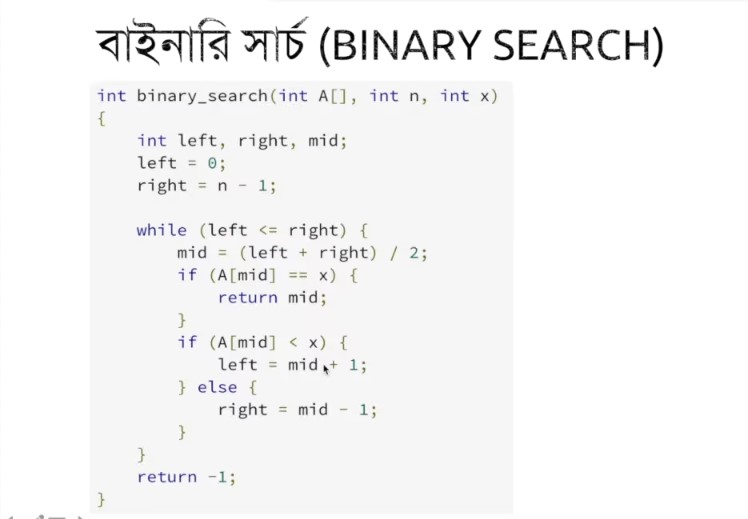 বাইনারি সার্চ (BINARY SEARCH)
int binary_search(int A[], int n, int x)
{
    int left, right, mid;
    left = 0;
    right = n - 1;

    while (left <= right) {
        mid = (left + right) / 2;
        if (A[mid] == x) {
            return mid;
        }
        if (A[mid] < x) {
            left = mid + 1;
        } else {
            right = mid - 1;
        }
    }
    return -1;
}